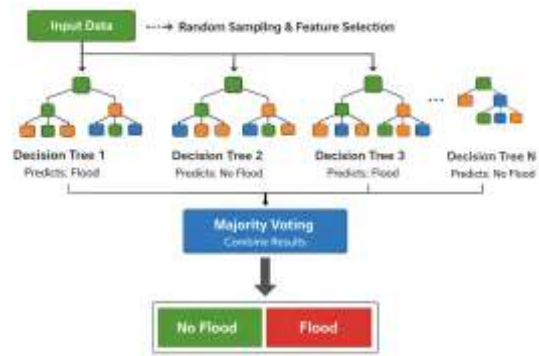 Input Data
Random Sampling & Feature Selection
Decision Tree 1
Predicts: Flood
Decision Tree 2
Predicts: No Flood
Decision Tree 3
Predicts: Flood
Decision Tree N
Predicts: No Flood
Majority Voting
Combine Results
No Flood
Flood